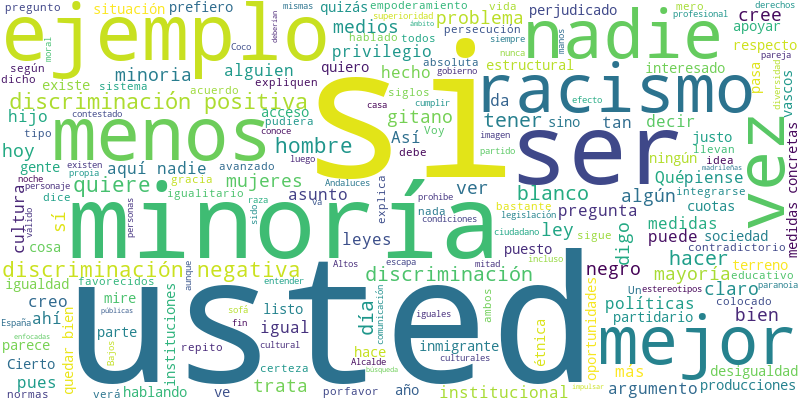 pregunto situación prefiero quizás empoderamiento vida mismas derechos
ejemplo Coco superioridad ámbito deberían mero profesional
moral hablado todos persecución siempre nadie perjudicado
según medios problema nunca cree pareja
dicho minoria alguien privilegio absoluta gobierno manos apoyar
existe sistema acuerdo quiero hecho estructural interesado respecto
discriminación positiva expliquen siglos casa cumplir racismo efecto pasa diversidad vascos
hijo contestado acceso gitano da imagen
tipo pudiera conoce tener sino tan decir vez justo
hoy menos hombre Así Voy debe si ser partido ningún idea llevan
gente existen aquí nadie avanzado luego blanco algún Quépiense medidas concretas
noche propia gracia mujeres Andaluces ver integrarse madrileñas
personaje quiere igualitario asunto prohibe bastante pregunta cuotas
cultura dice sí raza va explica nada legislación ley medidas
válido cosa personas minoría sido leyes condiciones ciudadano digo puede sociedad
sigue contradictorio
discriminación negativa puesto incluso negro hacer terreno
igualdad favorecidos aunque Altos escapa mitad, discriminación mayoría educativo
creo mire entender Un estereotipos claro paranoia
España ahí instituciones listo sofá usted comunicación iguales ambos étnica oportunidades políticas colocado
enfocadas públicas parte quedar bien fin igual día partidario bien
parece Bajos repito cultural Alcalde hace inmigrante mejor desigualdad
Cierto pues hablando certeza búsqueda culturales más producciones
normas verá ve trata porfavor año institucional impulsar argumento